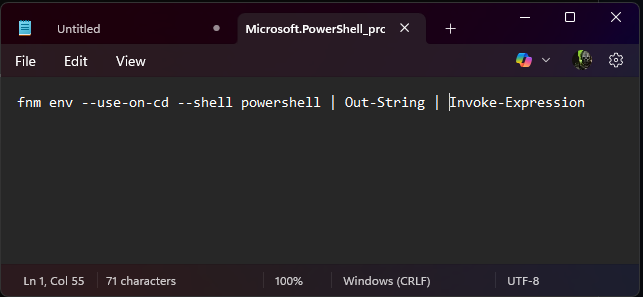 Untitled
Microsoft.PowerShell_prc
File Edit View
fnm env --use-on-cd --shell powershell | Out-String | Invoke-Expression
Ln 1, Col 55 71 characters 100% Windows (CRLF) UTF-8